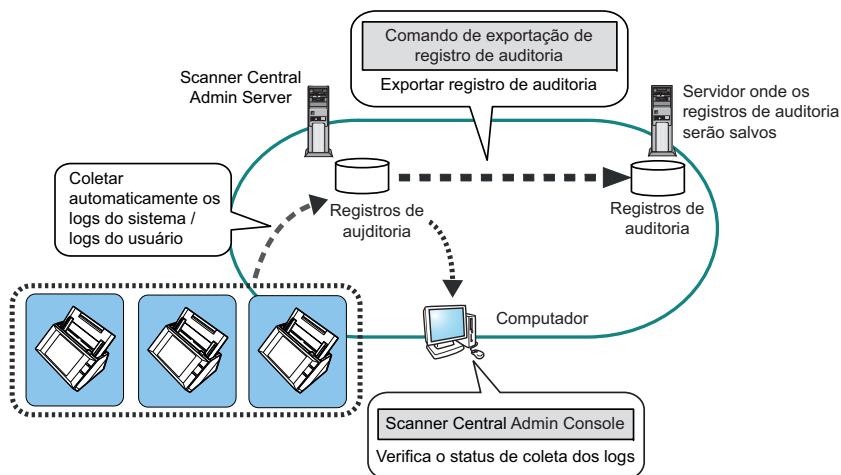 Comando de exportação de
registro de auditoria
Exportar registro de auditoria
Scanner Central
Admin Server
Servidor onde os
registros de auditoria
serão salvos
Coletar
automaticamente os
logs do sistema /
logs do usuário
Registros de
aujditoria
Registros de
auditoria
Computador
Scanner Central Admin Console
Verifica o status de coleta dos logs